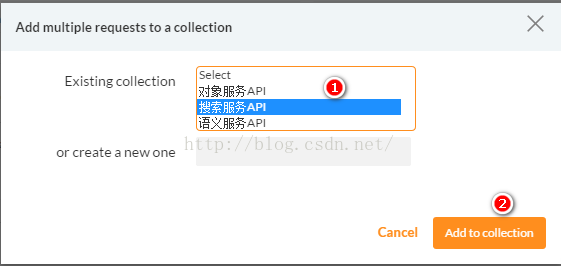 Add multiple requests to a collection
Existing collection
Select
对象服务API
1
搜索服务API
语义服务API
or create a new one
http://blog.csdn.net/
2
Cancel
Add to collection